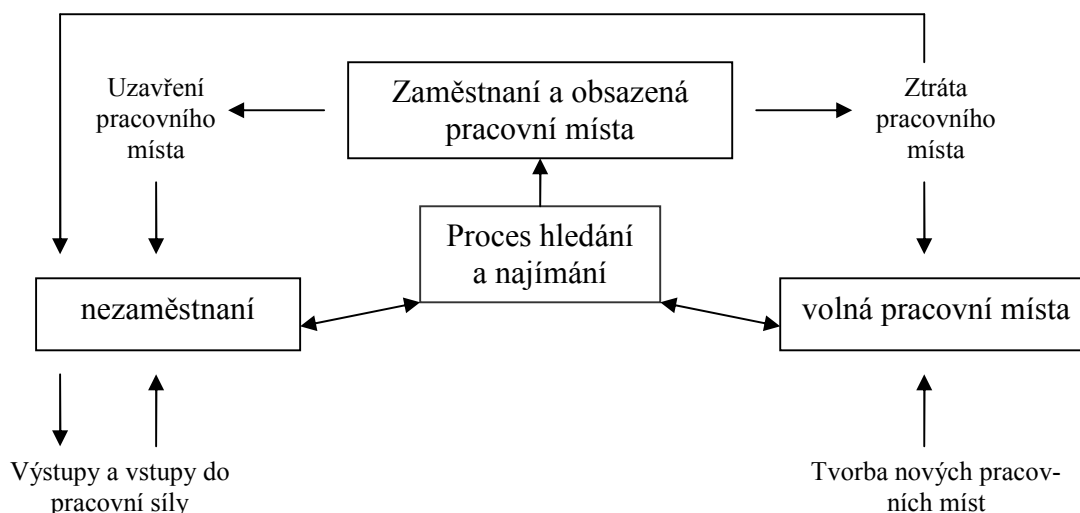 Uzavření
pracovního
místa
Zaměstnaní a obsazená
pracovní místa
Ztráta
pracovního
místa
Proces hledání
a najímání
nezaměstnaní
volná pracovní místa
Výstupy a vstupy do
pracovní síly
Tvorba nových pracov-
ních míst